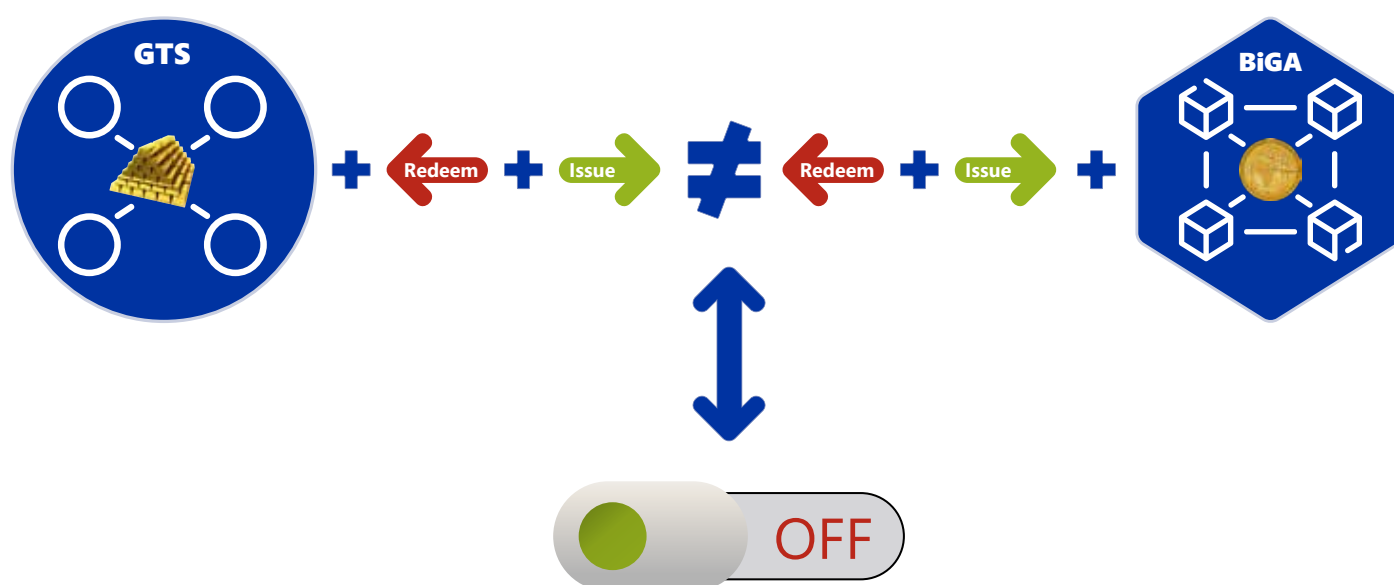 GTS
BiGA
Redeem
Issue
≠
Redeem
Issue
OFF